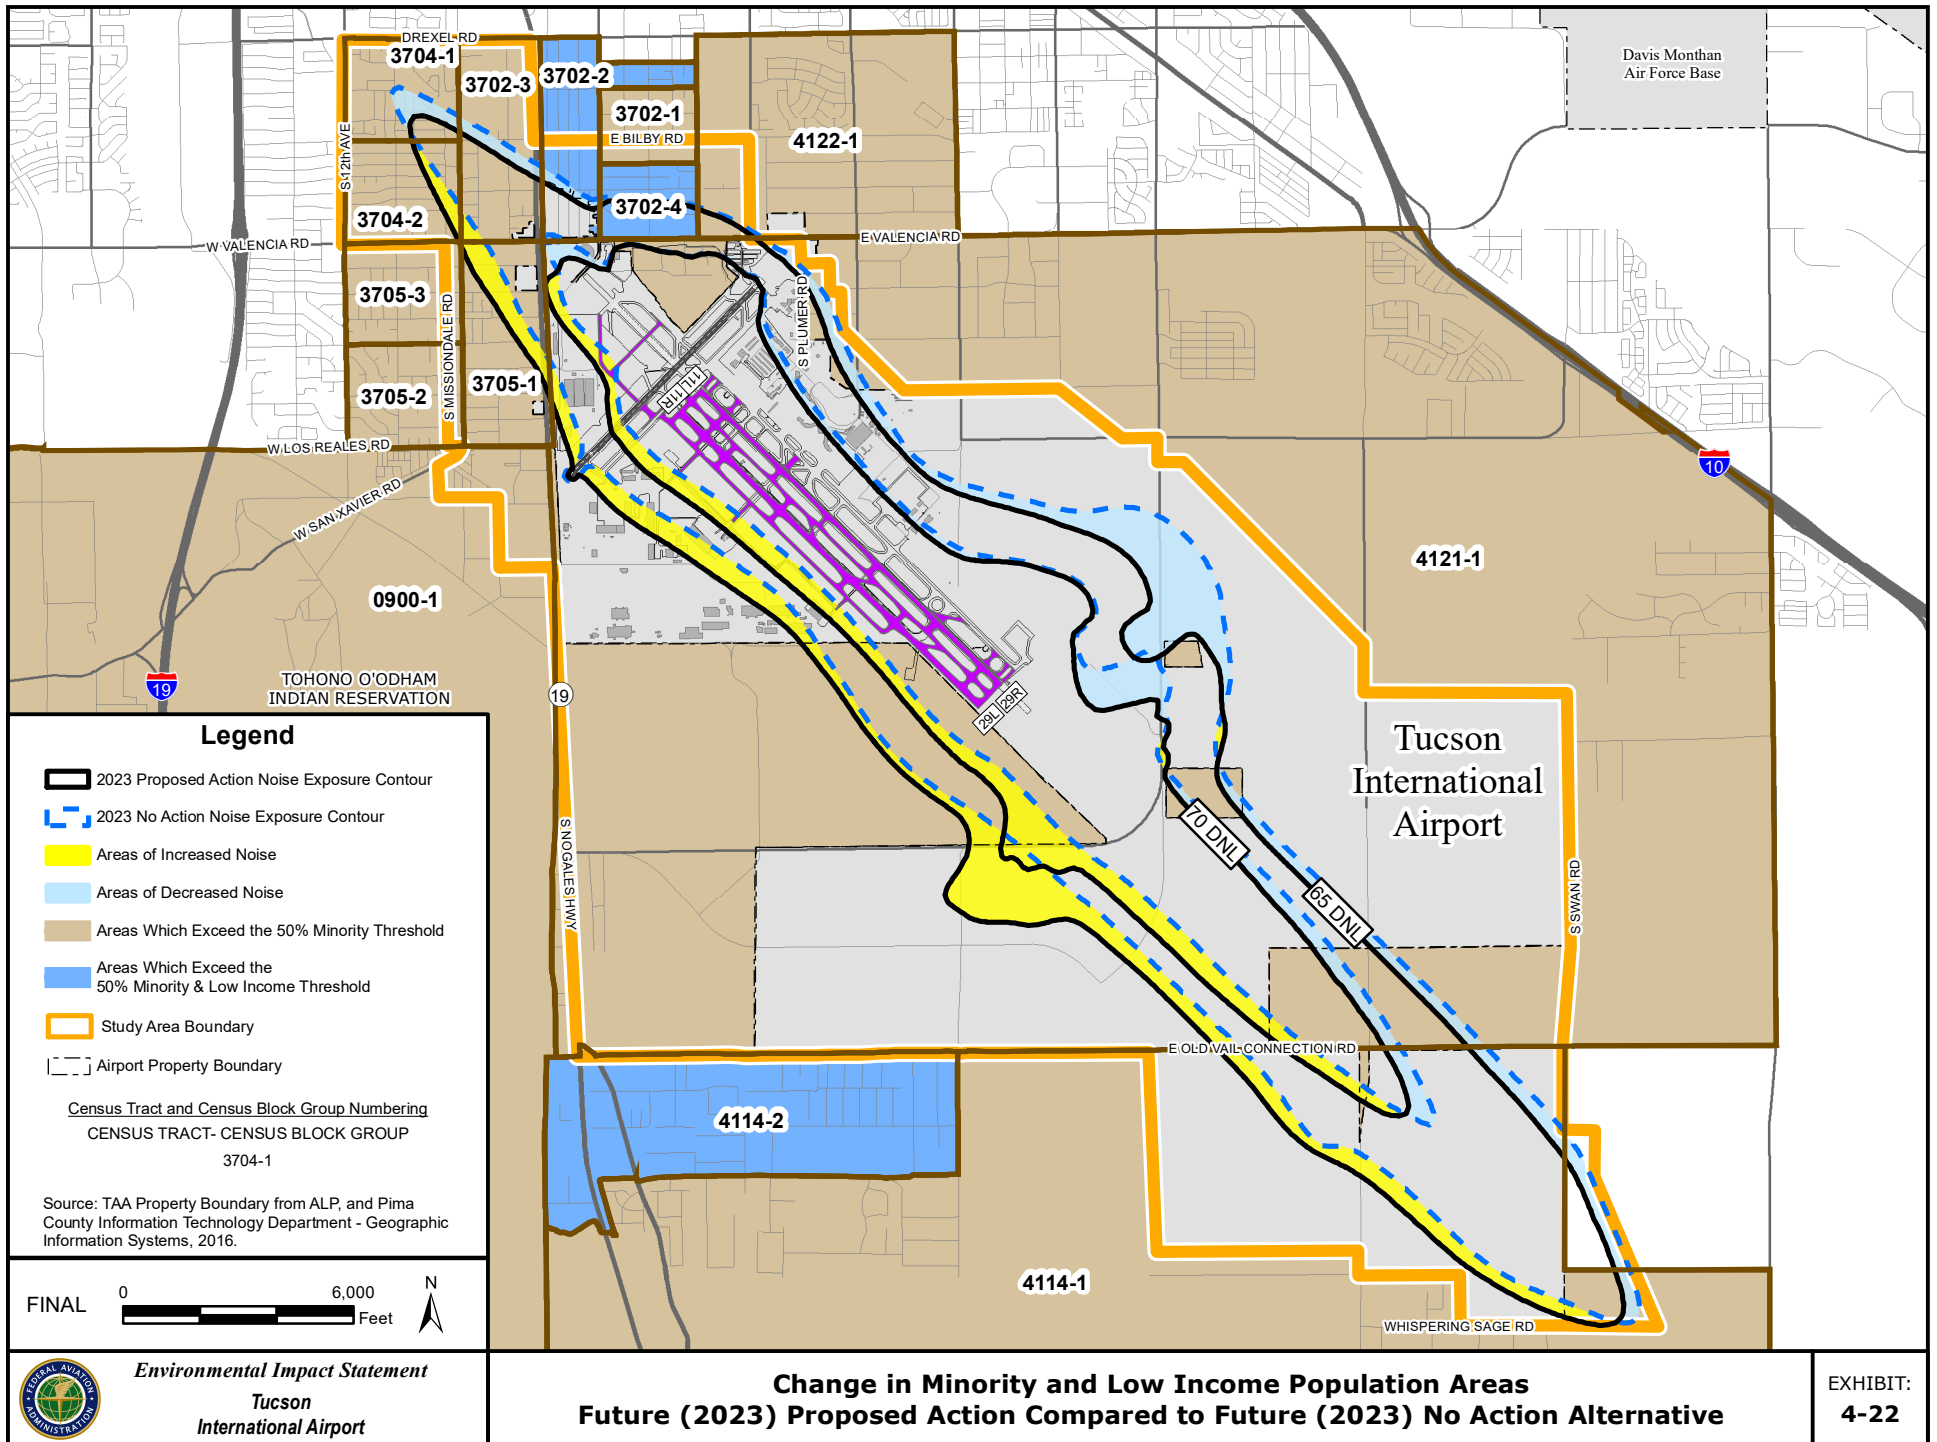 DREXEL RD
3704-1
3702-3
3702-2
3702-1
E BILBY RD
4122-1
Davis Monthan
Air Force Base
S 12th AVE
3704-2
3702-4
W VALENCIA RD
E VALENCIA RD
3705-3
S MISSIONDALE RD
S PLUMER RD
3705-2
3705-1
11L
11R
W LOS REALES RD
10
W SAN XAVIER RD
4121-1
0900-1
TOHONO O'ODHAM
INDIAN RESERVATION
19
19
29L
29R
Tucson
International
Airport
70 DNL
65 DNL
S NOGALES HWY
S SWAN RD
E OLD VAIL CONNECTION RD
4114-2
4114-1
WHISPERING SAGE RD
Legend
2023 Proposed Action Noise Exposure Contour
2023 No Action Noise Exposure Contour
Areas of Increased Noise
Areas of Decreased Noise
Areas Which Exceed the 50% Minority Threshold
Areas Which Exceed the
50% Minority & Low Income Threshold
Study Area Boundary
Airport Property Boundary
Census Tract and Census Block Group Numbering
CENSUS TRACT- CENSUS BLOCK GROUP
3704-1
Source: TAA Property Boundary from ALP, and Pima
County Information Technology Department - Geographic
Information Systems, 2016.
FINAL
0 6,000
Feet
N
FEDERAL AVIATION
ADMINISTRATION
Environmental Impact Statement
Tucson
International Airport
Change in Minority and Low Income Population Areas
Future (2023) Proposed Action Compared to Future (2023) No Action Alternative
EXHIBIT:
4-22